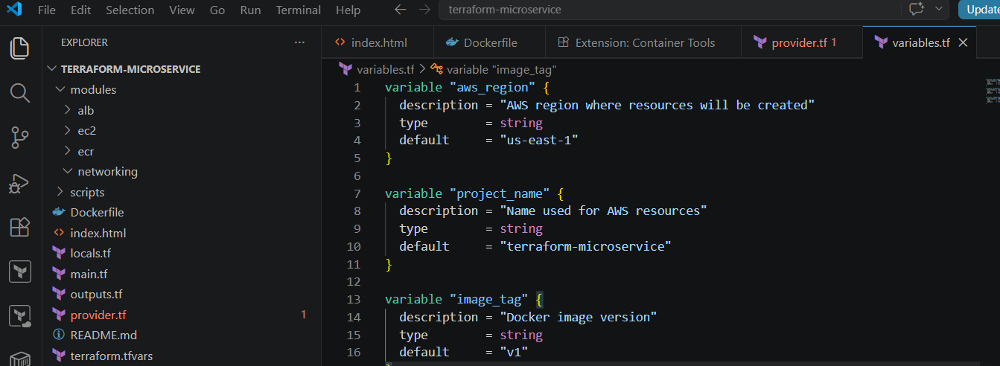 File Edit Selection View Go Run Terminal Help terraform-microservice Update
EXPLORER ...
index.html Dockerfile Extension: Container Tools provider.tf 1 variables.tf
TERRAFORM-MICROSERVICE
modules
alb
ec2
ecr
networking
scripts
Dockerfile
index.html
locals.tf
main.tf
outputs.tf
provider.tf 1
README.md
terraform.tfvars
variables.tf > variable "image_tag"
1 variable "aws_region" {
2 description = "AWS region where resources will be created"
3 type = string
4 default = "us-east-1"
5 }
6
7 variable "project_name" {
8 description = "Name used for AWS resources"
9 type = string
10 default = "terraform-microservice"
11 }
12
13 variable "image_tag" {
14 description = "Docker image version"
15 type = string
16 default = "v1"